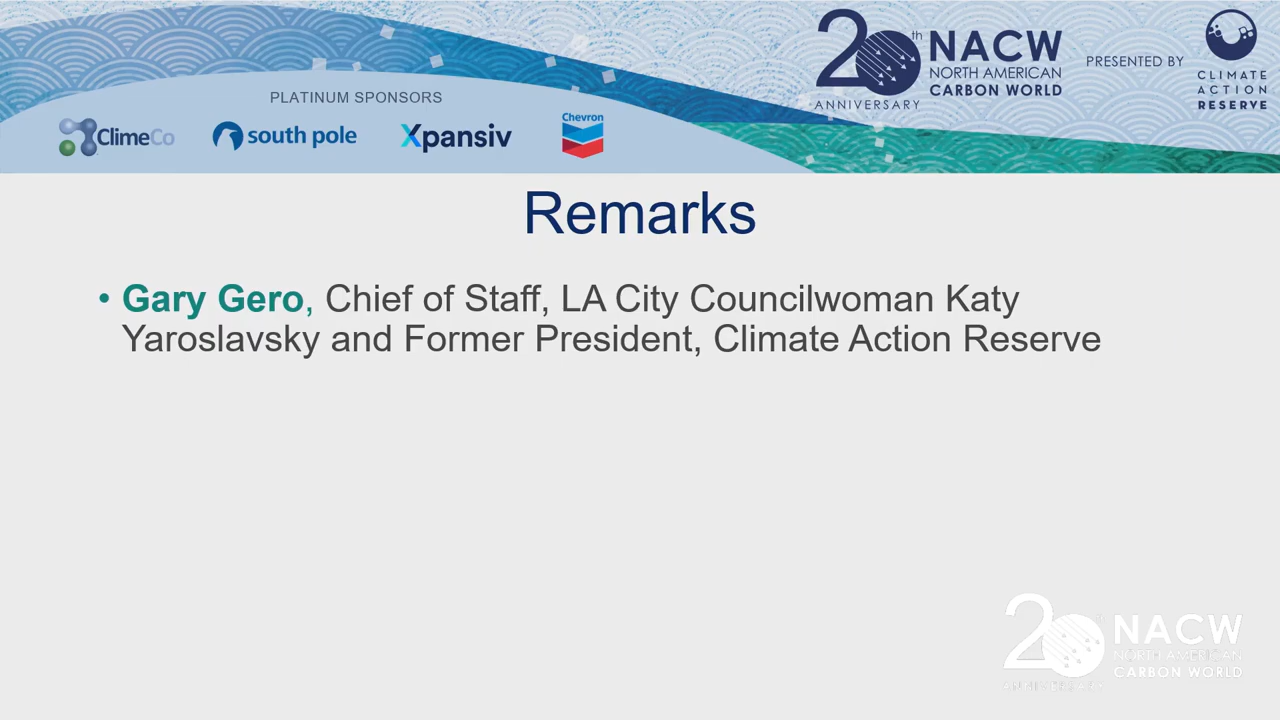 PLATINUM SPONSORS
ClimeCo
south pole
Xpansiv
Chevron
20th
ANNIVERSARY
NACW
NORTH AMERICAN
CARBON WORLD
PRESENTED BY
CLIMATE
ACTION
RESERVE
Remarks
• Gary Gero, Chief of Staff, LA City Councilwoman Katy
Yaroslavsky and Former President, Climate Action Reserve
20th
ANNIVERSARY
NACW
NORTH AMERICAN
CARBON WORLD